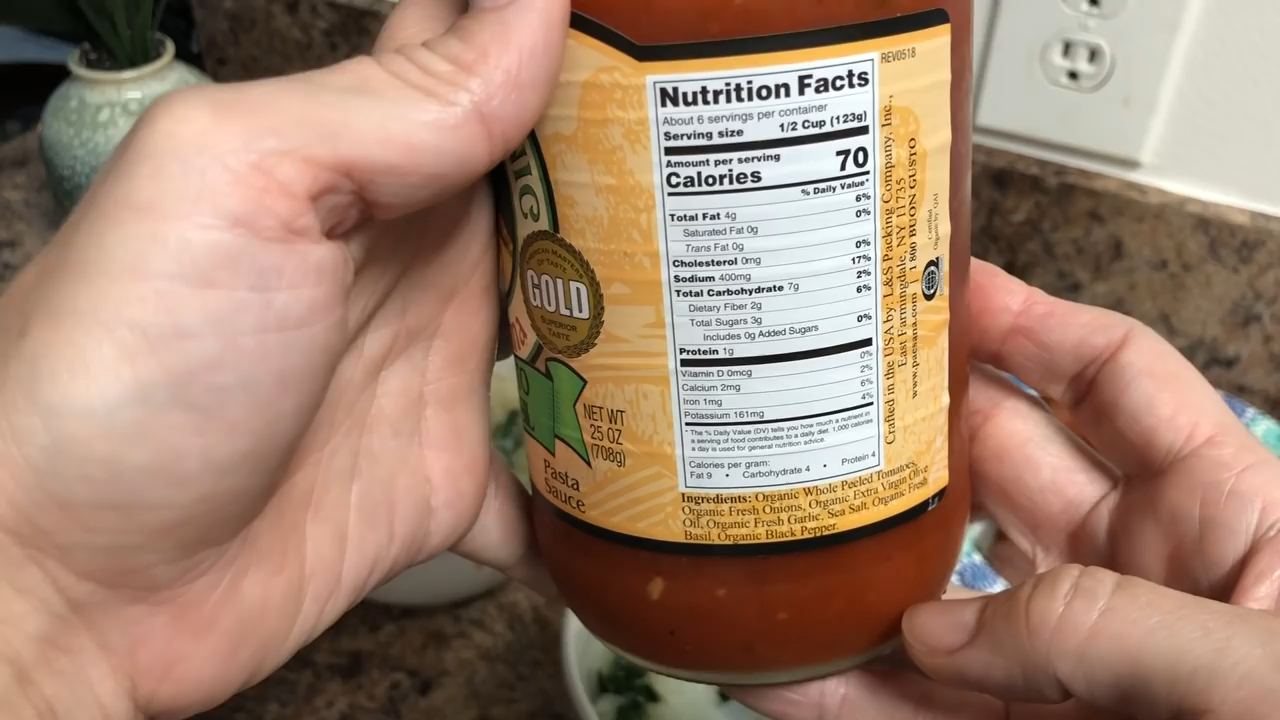 REV0518
Nutrition Facts
About 6 servings per container
Serving size 1/2 Cup (123g)
Amount per serving
Calories 70
% Daily Value*
Total Fat 4g 6%
Saturated Fat 0g 0%
Trans Fat 0g
Cholesterol 0mg 0%
Sodium 400mg 17%
Total Carbohydrate 7g 2%
Dietary Fiber 2g 6%
Total Sugars 3g
Includes 0g Added Sugars 0%
Protein 1g
Vitamin D 0mcg 0%
Calcium 2mg 2%
Iron 1mg 6%
Potassium 161mg 4%
* The % Daily Value (DV) tells you how much a nutrient in
a serving of food contributes to a daily diet. 1,000 calories
a day is used for general nutrition advice.
Calories per gram:
Fat 9 • Carbohydrate 4 • Protein 4
Ingredients: Organic Whole Peeled Tomatoes,
Organic Fresh Onions, Organic Extra Virgin Olive
Oil, Organic Fresh Garlic, Sea Salt, Organic Fresh
Basil, Organic Black Pepper.
Crafted in the USA by: L&S Packing Company, Inc.,
East Farmingdale, NY 11735
www.paesana.com | 1 800 BUON GUSTO
Certified
Organic by QAI
OF TASTE
GOLD
SUPERIOR
TASTE
NET WT
25 OZ
(708g)
Pasta
Sauce